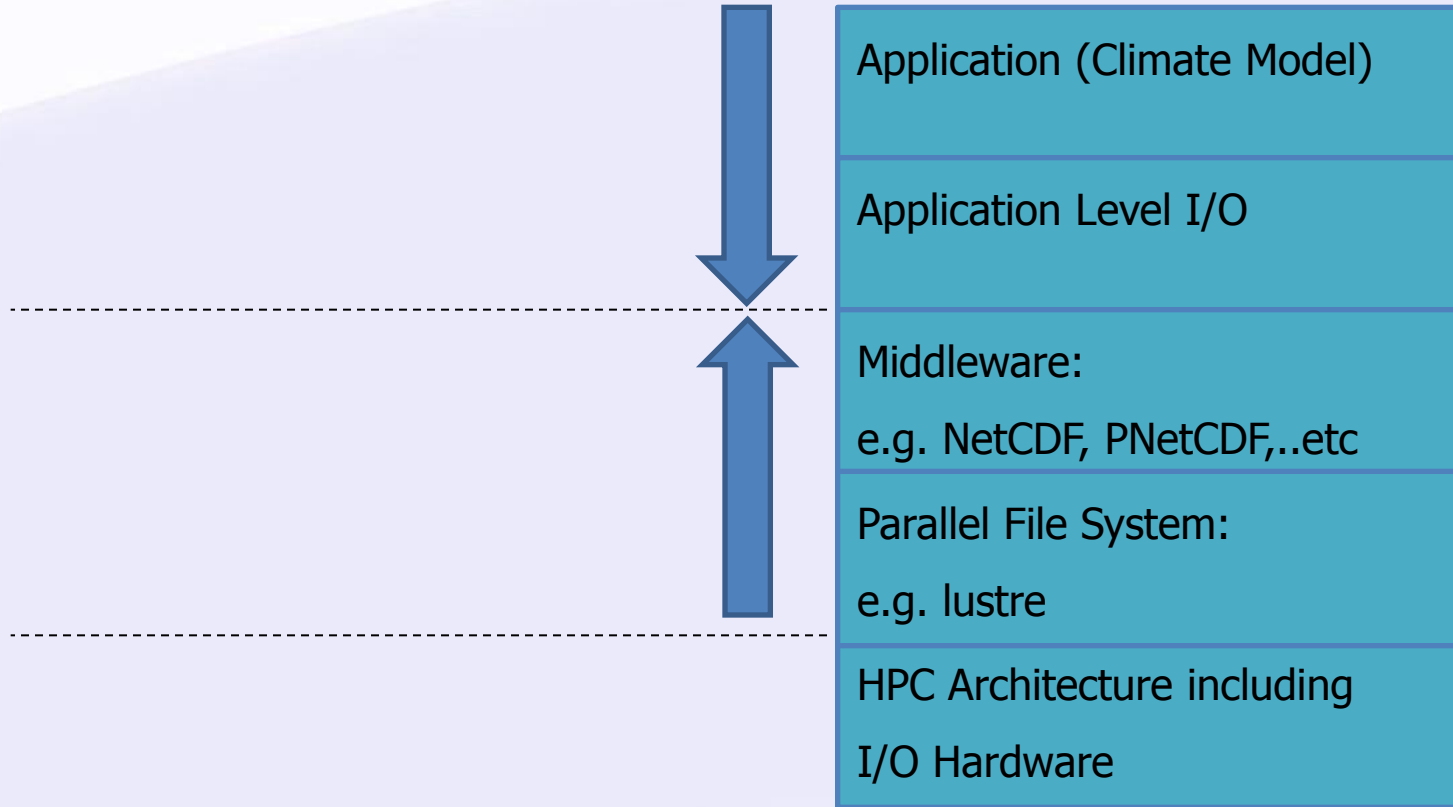 Application (Climate Model)
Application Level I/O
Middleware:
e.g. NetCDF, PNetCDF,..etc
Parallel File System:
e.g. lustre
HPC Architecture including
I/O Hardware